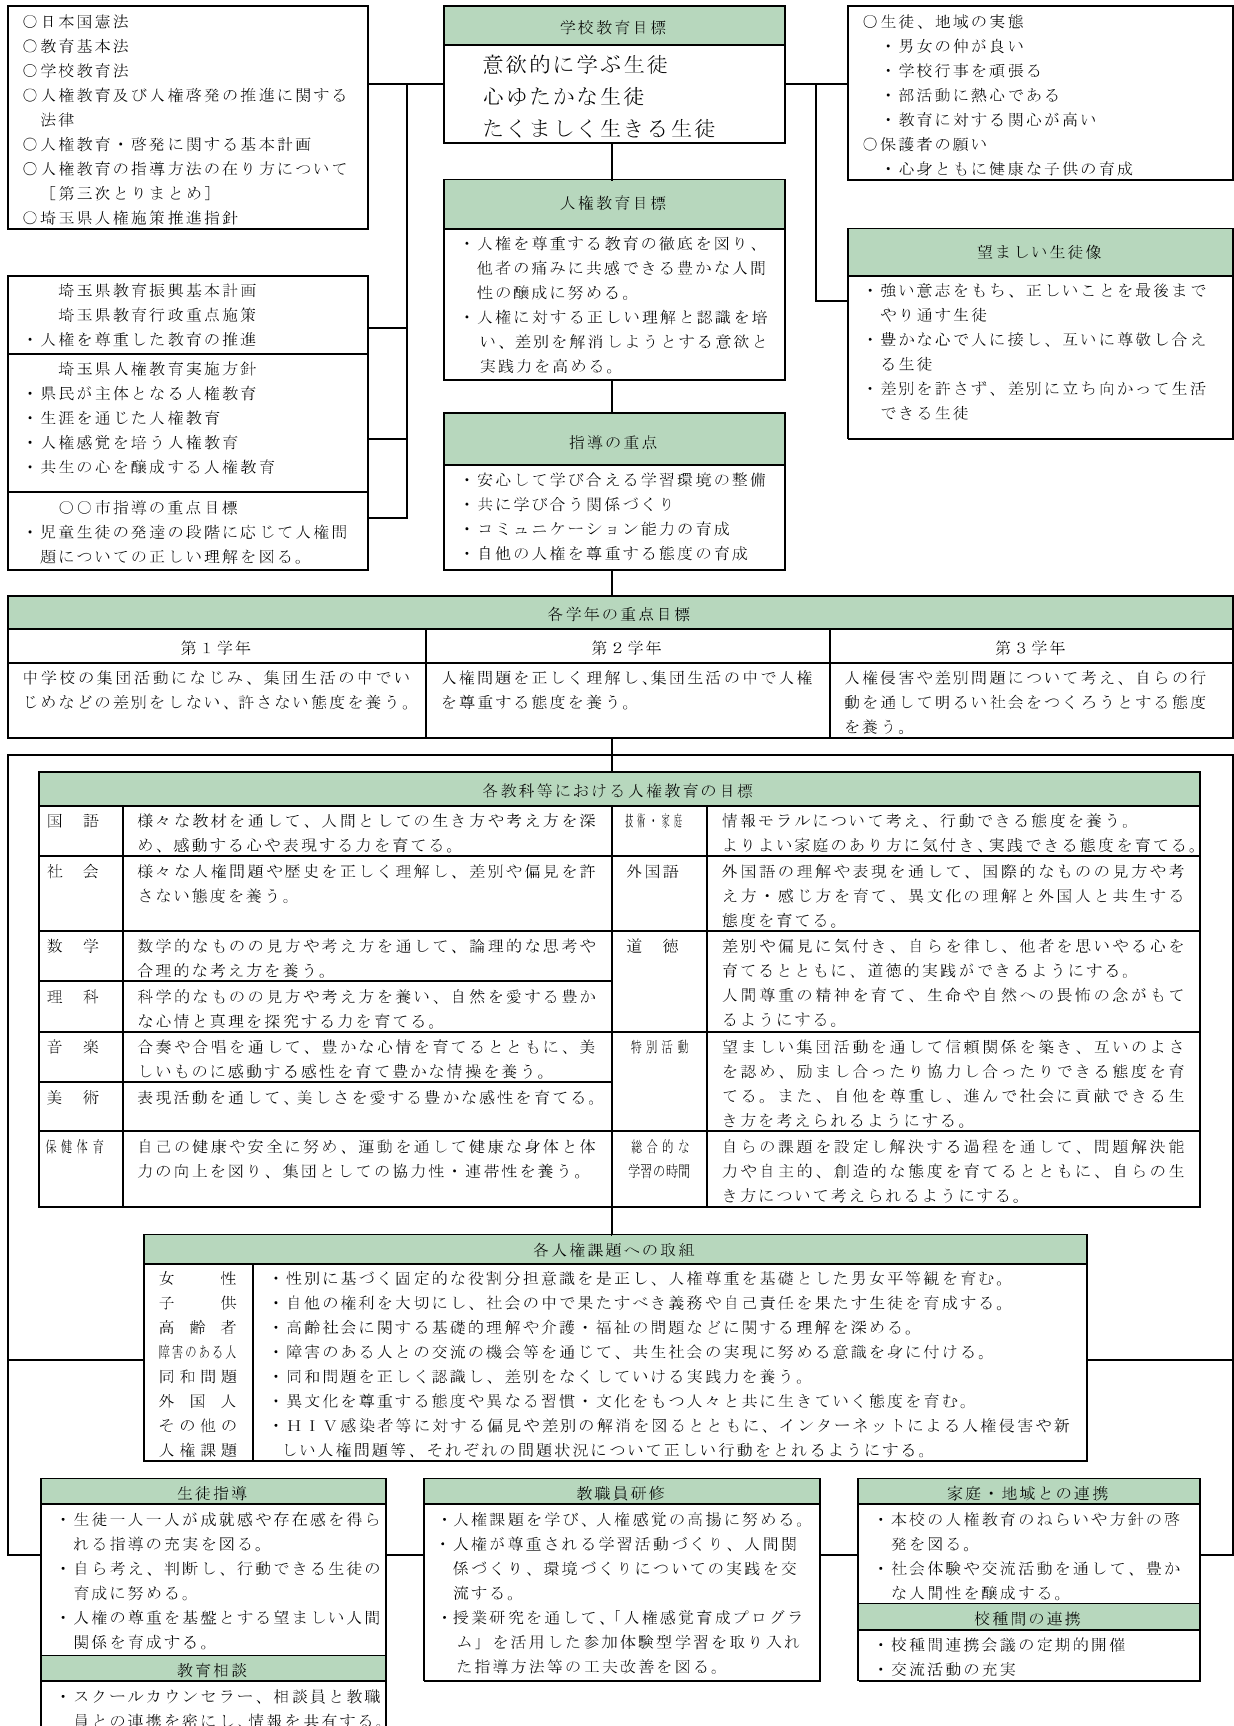 ○日本国憲法
○教育基本法
○学校教育法
○人権教育及び人権啓発の推進に関する
法律
○人権教育・啓発に関する基本計画
○人権教育の指導方法の在り方について
［第三次とりまとめ］
○埼玉県人権施策推進指針
埼玉県教育振興基本計画
埼玉県教育行政重点施策
・人権を尊重した教育の推進
埼玉県人権教育実施方針
・県民が主体となる人権教育
・生涯を通じた人権教育
・人権感覚を培う人権教育
・共生の心を醸成する人権教育
○○市指導の重点目標
・児童生徒の発達の段階に応じて人権問
題についての正しい理解を図る。
学校教育目標
意欲的に学ぶ生徒
心ゆたかな生徒
たくましく生きる生徒
人権教育目標
・人権を尊重する教育の徹底を図り、
他者の痛みに共感できる豊かな人間
性の醸成に努める。
・人権に対する正しい理解と認識を培
い、差別を解消しようとする意欲と
実践力を高める。
指導の重点
・安心して学び合える学習環境の整備
・共に学び合う関係づくり
・コミュニケーション能力の育成
・自他の人権を尊重する態度の育成
○生徒、地域の実態
・男女の仲が良い
・学校行事を頑張る
・部活動に熱心である
・教育に対する関心が高い
○保護者の願い
・心身ともに健康な子供の育成
望ましい生徒像
・強い意志をもち、正しいことを最後まで
やり通す生徒
・豊かな心で人に接し、互いに尊敬し合え
る生徒
・差別を許さず、差別に立ち向かって生活
できる生徒
各学年の重点目標
第１学年
第２学年
第３学年
中学校の集団活動になじみ、集団生活の中でい
じめなどの差別をしない、許さない態度を養う。
人権問題を正しく理解し、集団生活の中で人権
を尊重する態度を養う。
人権侵害や差別問題について考え、自らの行
動を通して明るい社会をつくろうとする態度
を養う。
各教科等における人権教育の目標
国　語
様々な教材を通して、人間としての生き方や考え方を深
め、感動する心や表現する力を育てる。
社　会
様々な人権問題や歴史を正しく理解し、差別や偏見を許
さない態度を養う。
数　学
数学的なものの見方や考え方を通して、論理的な思考や
合理的な考え方を養う。
理　科
科学的なものの見方や考え方を養い、自然を愛する豊か
な心情と真理を探究する力を育てる。
音　楽
合奏や合唱を通して、豊かな心情を育てるとともに、美
しいものに感動する感性を育て豊かな情操を養う。
美　術
表現活動を通して、美しさを愛する豊かな感性を育てる。
保健体育
自己の健康や安全に努め、運動を通して健康な身体と体
力の向上を図り、集団としての協力性・連帯性を養う。
技術・家庭
情報モラルについて考え、行動できる態度を養う。
よりよい家庭のあり方に気付き、実践できる態度を育てる。
外国語
外国語の理解や表現を通して、国際的なものの見方や考
え方・感じ方を育て、異文化の理解と外国人と共生する
態度を育てる。
道　徳
差別や偏見に気付き、自らを律し、他者を思いやる心を
育てるとともに、道徳的実践ができるようにする。
人間尊重の精神を育て、生命や自然への畏怖の念がもて
るようにする。
特別活動
望ましい集団活動を通して信頼関係を築き、互いのよさ
を認め、励まし合ったり協力し合ったりできる態度を育
てる。また、自他を尊重し、進んで社会に貢献できる生
き方を考えられるようにする。
総合的な
学習の時間
自らの課題を設定し解決する過程を通して、問題解決能
力や自主的、創造的な態度を育てるとともに、自らの生
き方について考えられるようにする。
各人権課題への取組
女　性　・性別に基づく固定的な役割分担意識を是正し、人権尊重を基礎とした男女平等観を育む。
子　供　・自他の権利を大切にし、社会の中で果たすべき義務や自己責任を果たす生徒を育成する。
高齢者　・高齢社会に関する基礎的理解や介護・福祉の問題などに関する理解を深める。
障害のある人　・障害のある人との交流の機会等を通じて、共生社会の実現に努める意識を身に付ける。
同和問題　・同和問題を正しく認識し、差別をなくしていける実践力を養う。
外国人　・異文化を尊重する態度や異なる習慣・文化をもつ人々と共に生きていく態度を育む。
その他の　・ＨＩＶ感染者等に対する偏見や差別の解消を図るとともに、インターネットによる人権侵害や新
人権課題　しい人権問題等、それぞれの問題状況について正しい行動をとれるようにする。
生徒指導
・生徒一人一人が成就感や存在感を得ら
れる指導の充実を図る。
・自ら考え、判断し、行動できる生徒の
育成に努める。
・人権の尊重を基盤とする望ましい人間
関係を育成する。
教育相談
・スクールカウンセラー、相談員と教職
員との連携を密にし、情報を共有する。
教職員研修
・人権課題を学び、人権感覚の高揚に努める。
・人権が尊重される学習活動づくり、人間関
係づくり、環境づくりについての実践を交
流する。
・授業研究を通して、「人権感覚育成プログラ
ム」を活用した参加体験型学習を取り入れ
た指導方法等の工夫改善を図る。
家庭・地域との連携
・本校の人権教育のねらいや方針の啓
発を図る。
・社会体験や交流活動を通して、豊か
な人間性を醸成する。
校種間の連携
・校種間連携会議の定期的開催
・交流活動の充実